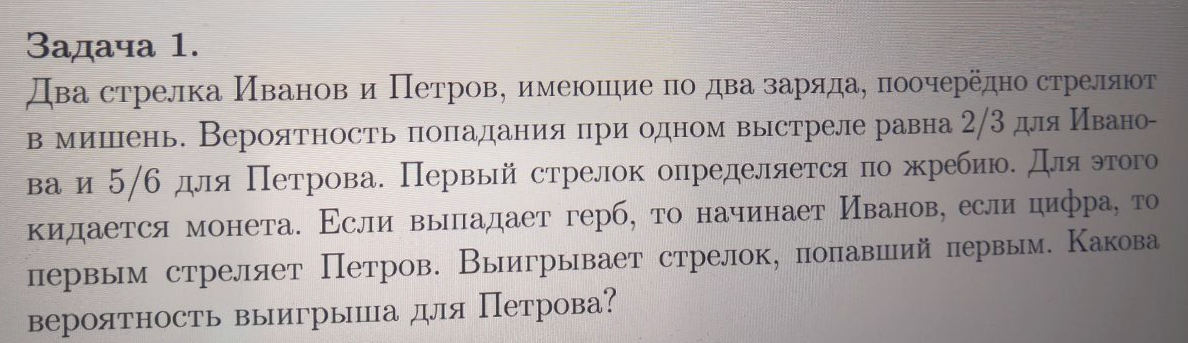 Задача 1.
Два стрелка Иванов и Петров, имеющие по два заряда, поочерёдно стреляют
в мишень. Вероятность попадания при одном выстреле равна 2/3 для Ивано-
ва и 5/6 для Петрова. Первый стрелок определяется по жребию. Для этого
кидается монета. Если выпадает герб, то начинает Иванов, если цифра, то
первым стреляет Петров. Выигрывает стрелок, попавший первым. Какова
вероятность выигрыша для Петрова?